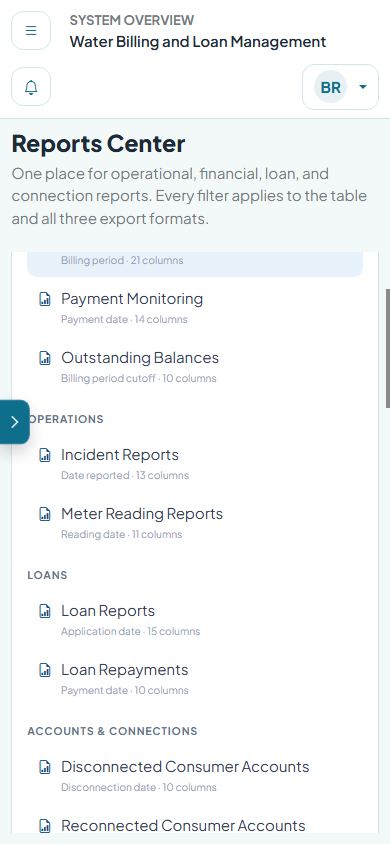 SYSTEM OVERVIEW
Water Billing and Loan Management
BR
Reports Center
One place for operational, financial, loan, and
connection reports. Every filter applies to the table
and all three export formats.
Billing period · 21 columns
Payment Monitoring
Payment date · 14 columns
Outstanding Balances
Billing period cutoff · 10 columns
OPERATIONS
Incident Reports
Date reported · 13 columns
Meter Reading Reports
Reading date · 11 columns
LOANS
Loan Reports
Application date · 15 columns
Loan Repayments
Payment date · 10 columns
ACCOUNTS & CONNECTIONS
Disconnected Consumer Accounts
Disconnection date · 10 columns
Reconnected Consumer Accounts